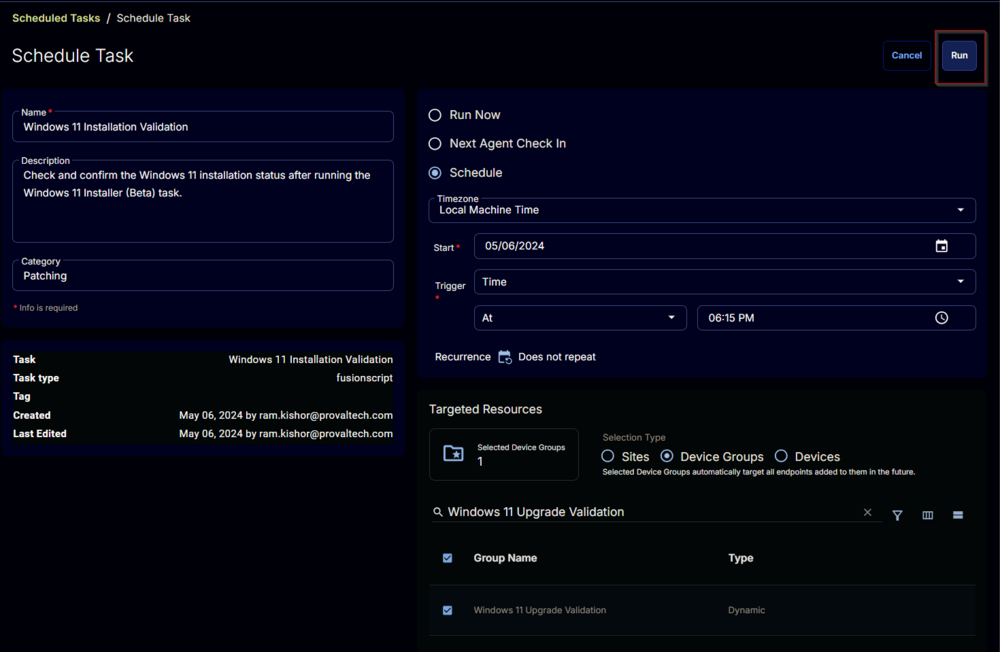 Scheduled Tasks / Schedule Task
Schedule Task
Cancel
Run
Name *
Windows 11 Installation Validation
Description
Check and confirm the Windows 11 installation status after running the
Windows 11 Installer (Beta) task.
Category
Patching
* Info is required
Task Windows 11 Installation Validation
Task type fusionscript
Tag
Created May 06, 2024 by ram.kishor@provaltech.com
Last Edited May 06, 2024 by ram.kishor@provaltech.com
Run Now
Next Agent Check In
Schedule
Timezone
Local Machine Time
Start * 05/06/2024
Trigger * Time
At 06:15 PM
Recurrence Does not repeat
Targeted Resources
Selected Device Groups
1
Selection Type
Sites Device Groups Devices
Selected Device Groups automatically target all endpoints added to them in the future.
Windows 11 Upgrade Validation
Group Name Type
Windows 11 Upgrade Validation Dynamic